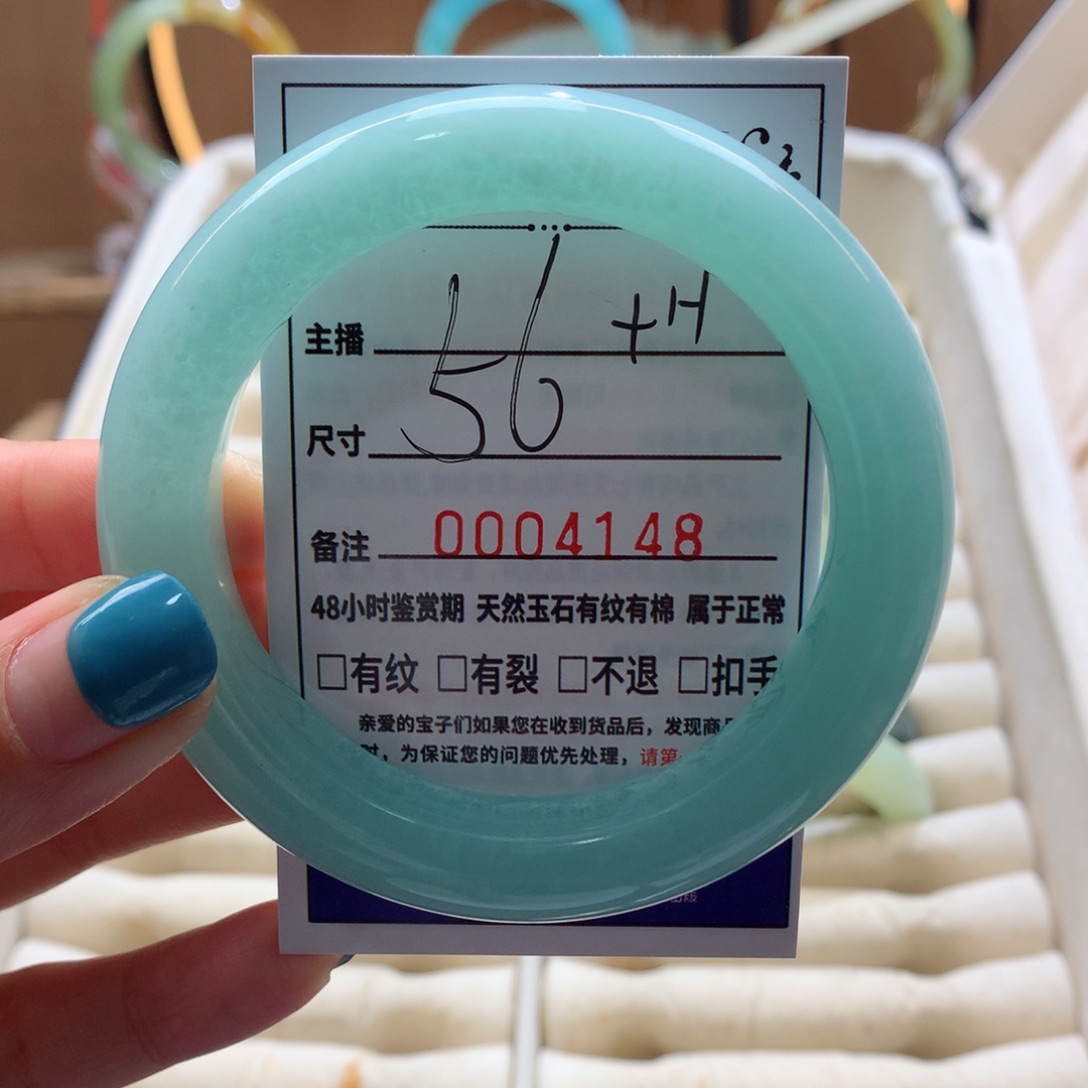 +H
主播
56
尺寸
备注 0004148
48小时鉴赏期 天然玉石有纹有棉 属于正常
□有纹 □有裂 □不退 □扣手
亲爱的宝子们如果您在收到货品后，发现商
时，为保证您的问题优先处理，请第
出版